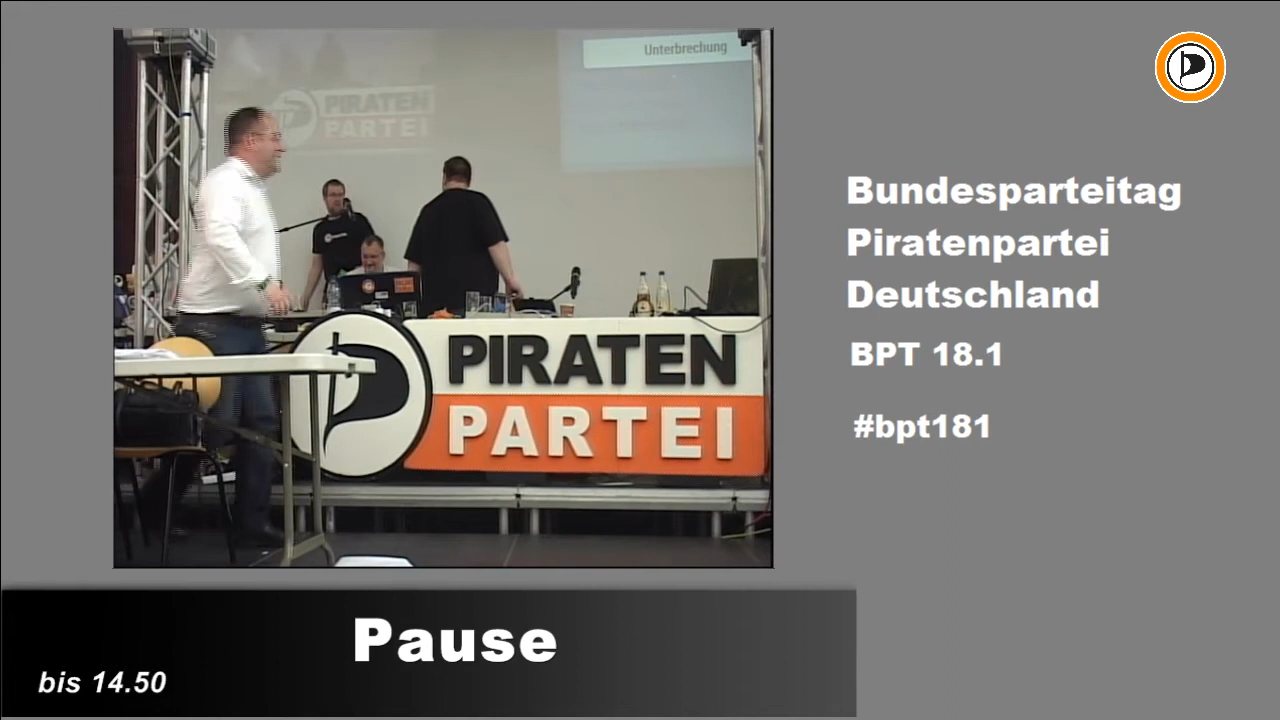 Unterbrechung
PIRATEN
PARTEI
PIRATEN
PARTEI
Bundesparteitag
Piratenpartei
Deutschland
BPT 18.1
#bpt181
Pause
bis 14.50